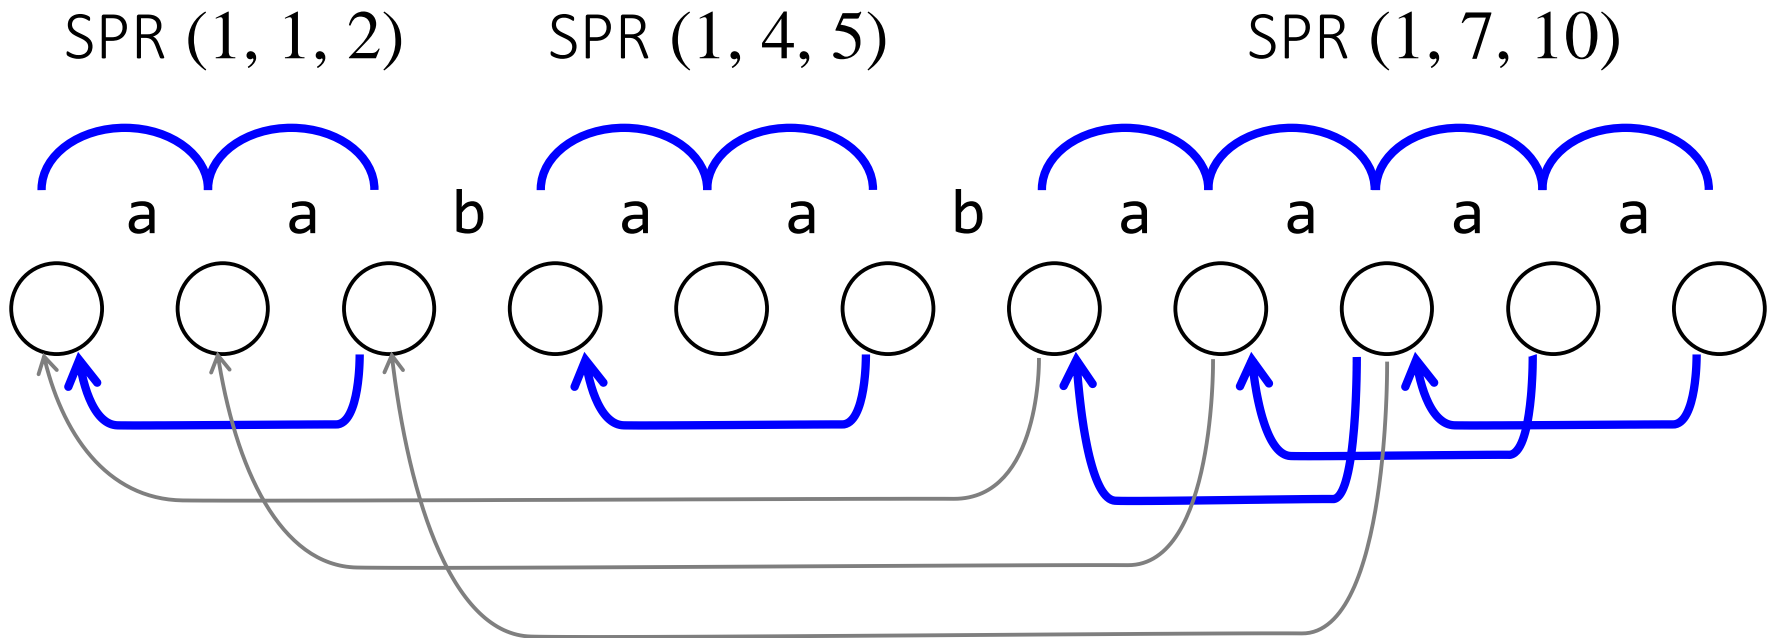 SPR (1, 1, 2) SPR (1, 4, 5) SPR (1, 7, 10)
a a b a a b a a a a